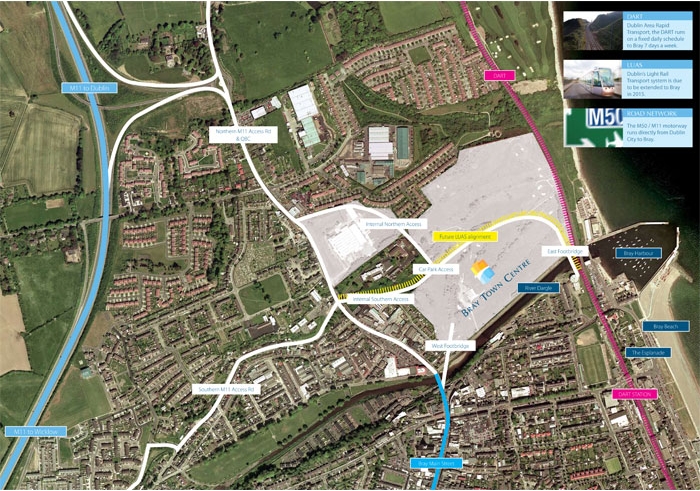 DART
Dublin Area Rapid
Transport, the DART runs
on a fixed daily schedule
to Bray 7 days a week.
LUAS
Dublin's Light Rail
Transport system is due
to be extended to Bray
in 2015.
M50
ROAD NETWORK
The M50 / M11 motorway
runs directly from Dublin
City to Bray.
M11 to Dublin
DART
Northern M11 Access Rd
& QBC
Internal Northern Access
Future LUAS alignment
East Footbridge
Bray Harbour
Car Park Access
BRAY TOWN CENTRE
River Dargle
Internal Southern Access
Bray Beach
West Footbridge
The Esplanade
Southern M11 Access Rd
DART STATION
M11 to Wicklow
Bray Main Street